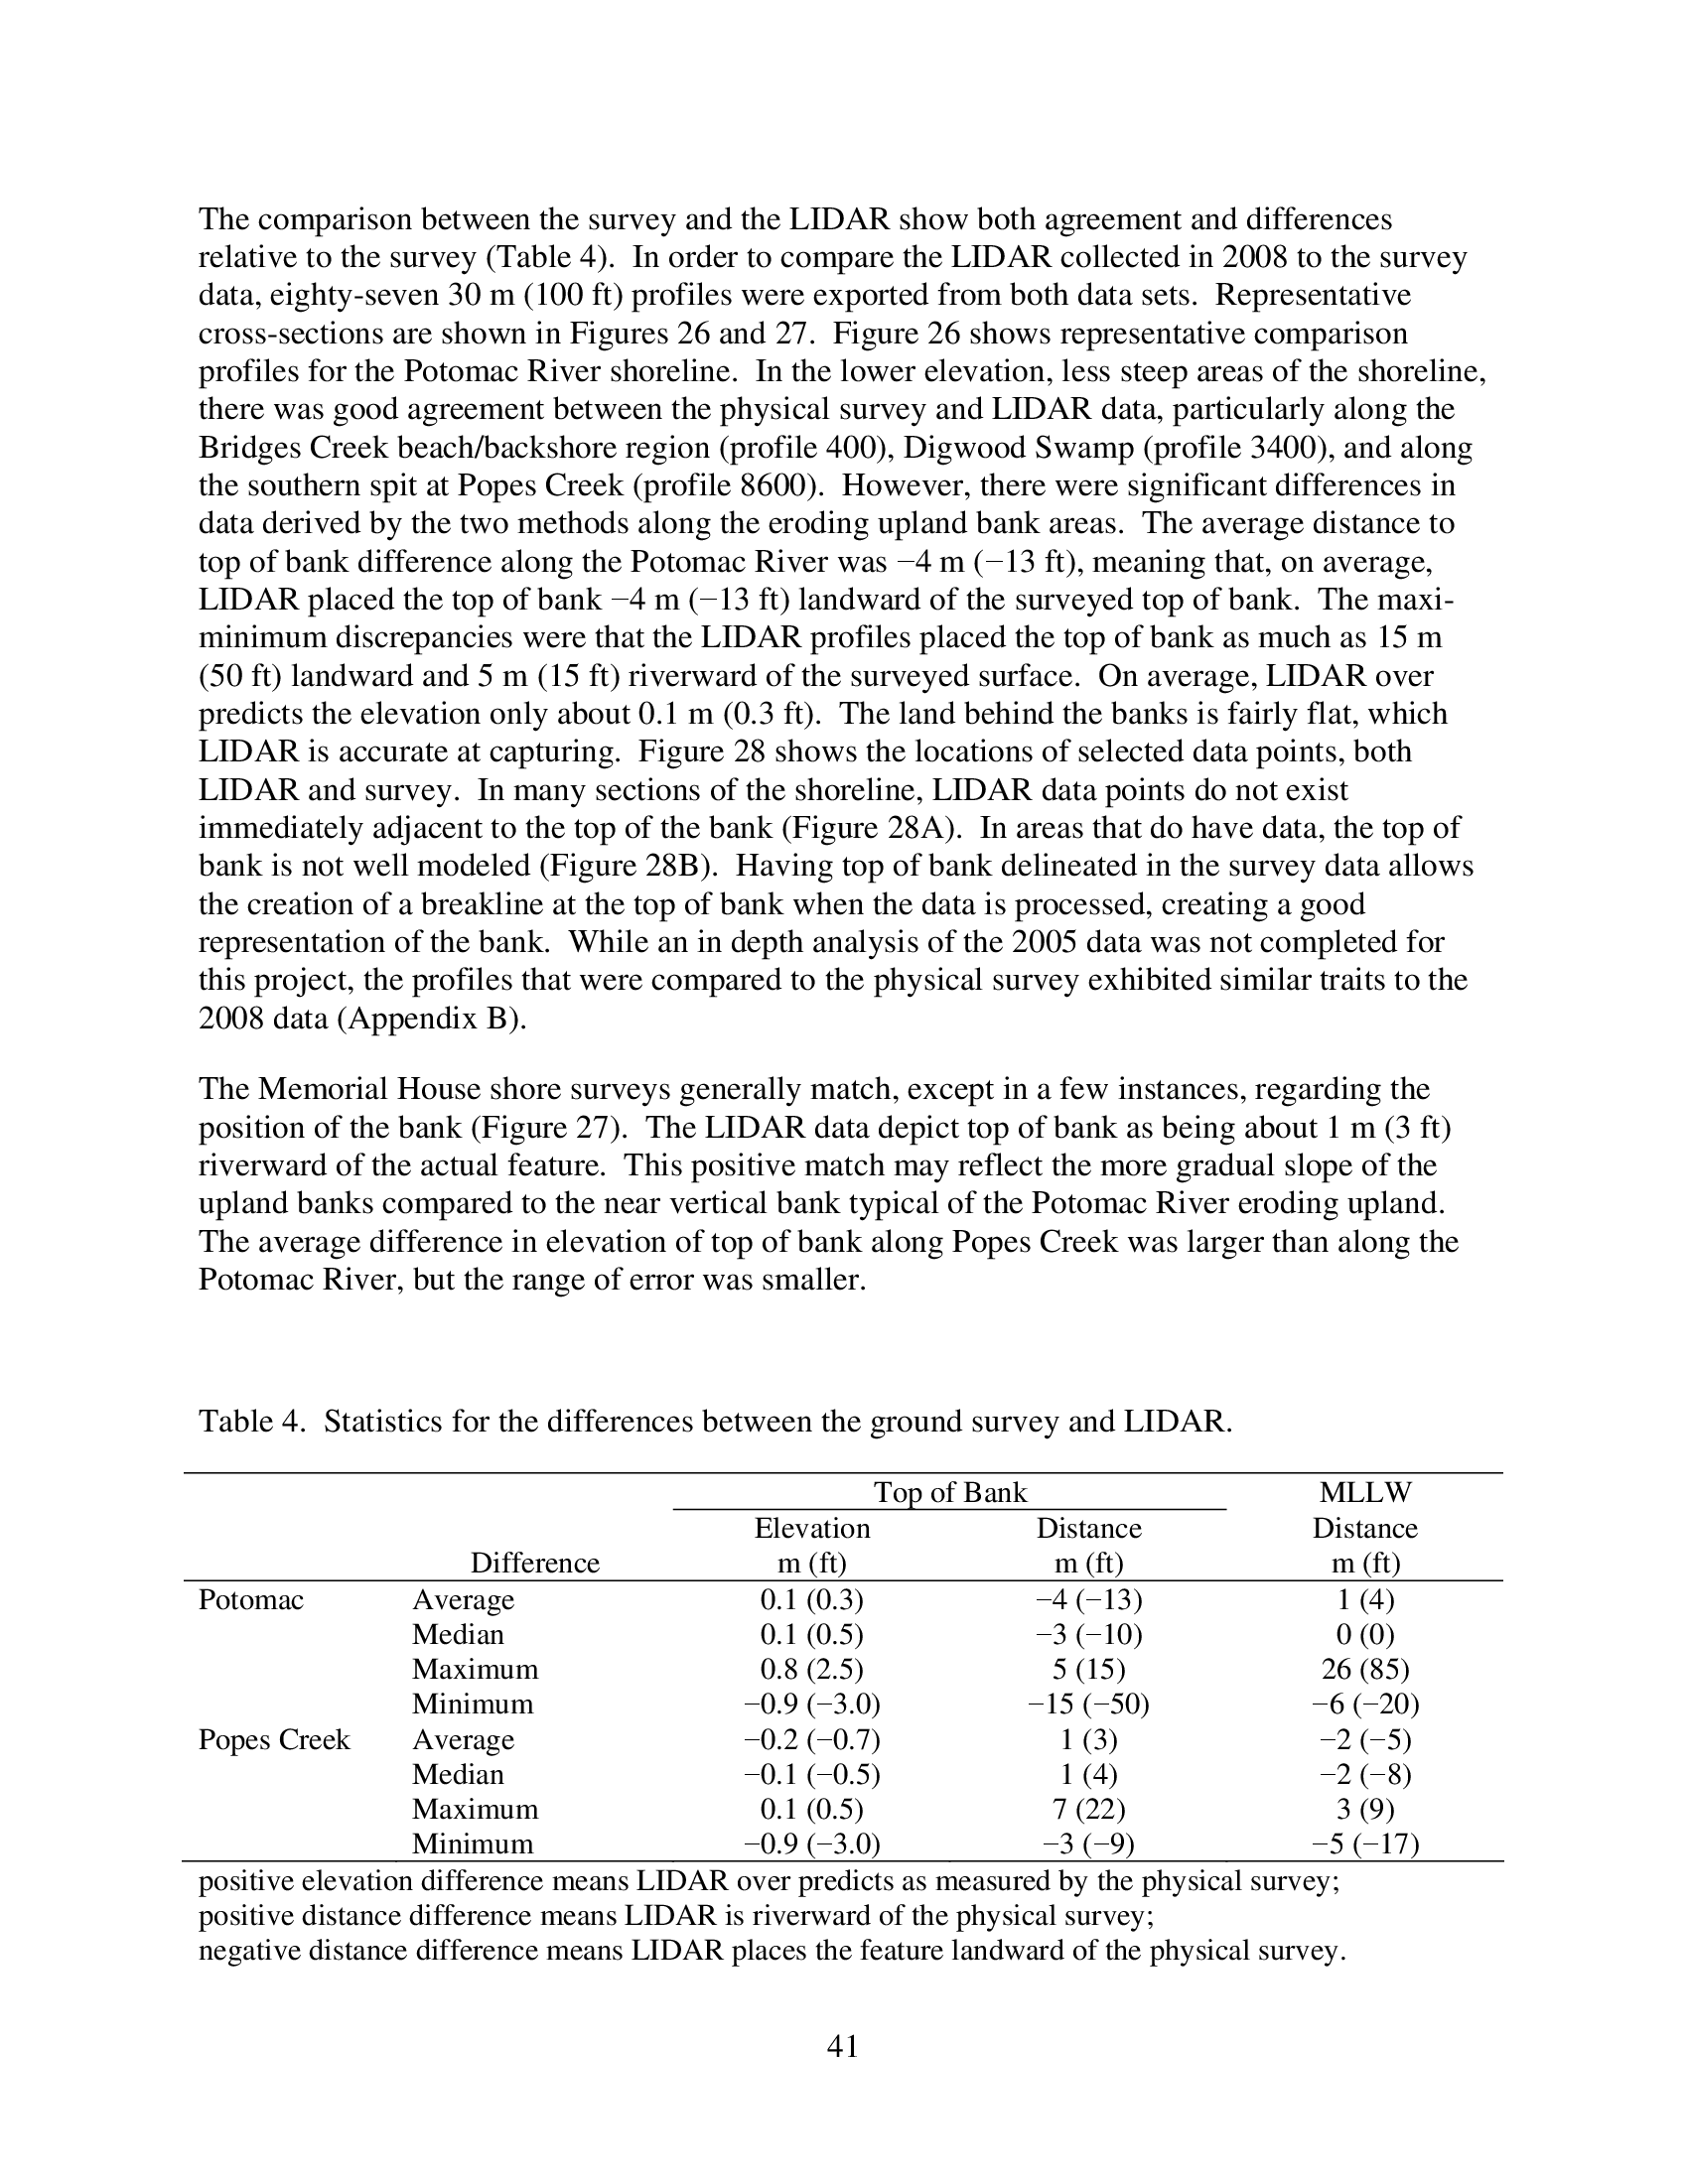 The comparison between the survey and the LIDAR show both agreement and differences
relative to the survey (Table 4).  In order to compare the LIDAR collected in 2008 to the survey
data, eighty-seven 30 m (100 ft) profiles were exported from both data sets.  Representative
cross-sections are shown in Figures 26 and 27.  Figure 26 shows representative comparison
profiles for the Potomac River shoreline.  In the lower elevation, less steep areas of the shoreline,
there was good agreement between the physical survey and LIDAR data, particularly along the
Bridges Creek beach/backshore region (profile 400), Digwood Swamp (profile 3400), and along
the southern spit at Popes Creek (profile 8600).  However, there were significant differences in
data derived by the two methods along the eroding upland bank areas.  The average distance to
top of bank difference along the Potomac River was −4 m (−13 ft), meaning that, on average,
LIDAR placed the top of bank −4 m (−13 ft) landward of the surveyed top of bank.  The maxi-
minimum discrepancies were that the LIDAR profiles placed the top of bank as much as 15 m
(50 ft) landward and 5 m (15 ft) riverward of the surveyed surface.  On average, LIDAR over
predicts the elevation only about 0.1 m (0.3 ft).  The land behind the banks is fairly flat, which
LIDAR is accurate at capturing.  Figure 28 shows the locations of selected data points, both
LIDAR and survey.  In many sections of the shoreline, LIDAR data points do not exist
immediately adjacent to the top of the bank (Figure 28A).  In areas that do have data, the top of
bank is not well modeled (Figure 28B).  Having top of bank delineated in the survey data allows
the creation of a breakline at the top of bank when the data is processed, creating a good
representation of the bank.  While an in depth analysis of the 2005 data was not completed for
this project, the profiles that were compared to the physical survey exhibited similar traits to the
2008 data (Appendix B).
The Memorial House shore surveys generally match, except in a few instances, regarding the
position of the bank (Figure 27).  The LIDAR data depict top of bank as being about 1 m (3 ft)
riverward of the actual feature.  This positive match may reflect the more gradual slope of the
upland banks compared to the near vertical bank typical of the Potomac River eroding upland.
The average difference in elevation of top of bank along Popes Creek was larger than along the
Potomac River, but the range of error was smaller.
Table 4.  Statistics for the differences between the ground survey and LIDAR.
Top of Bank MLLW
Elevation Distance Distance
Difference m (ft) m (ft) m (ft)
Potomac Average 0.1 (0.3) −4 (−13) 1 (4)
Median 0.1 (0.5) −3 (−10) 0 (0)
Maximum 0.8 (2.5) 5 (15) 26 (85)
Minimum −0.9 (−3.0) −15 (−50) −6 (−20)
Popes Creek Average −0.2 (−0.7) 1 (3) −2 (−5)
Median −0.1 (−0.5) 1 (4) −2 (−8)
Maximum 0.1 (0.5) 7 (22) 3 (9)
Minimum −0.9 (−3.0) −3 (−9) −5 (−17)
positive elevation difference means LIDAR over predicts as measured by the physical survey;
positive distance difference means LIDAR is riverward of the physical survey;
negative distance difference means LIDAR places the feature landward of the physical survey.
41